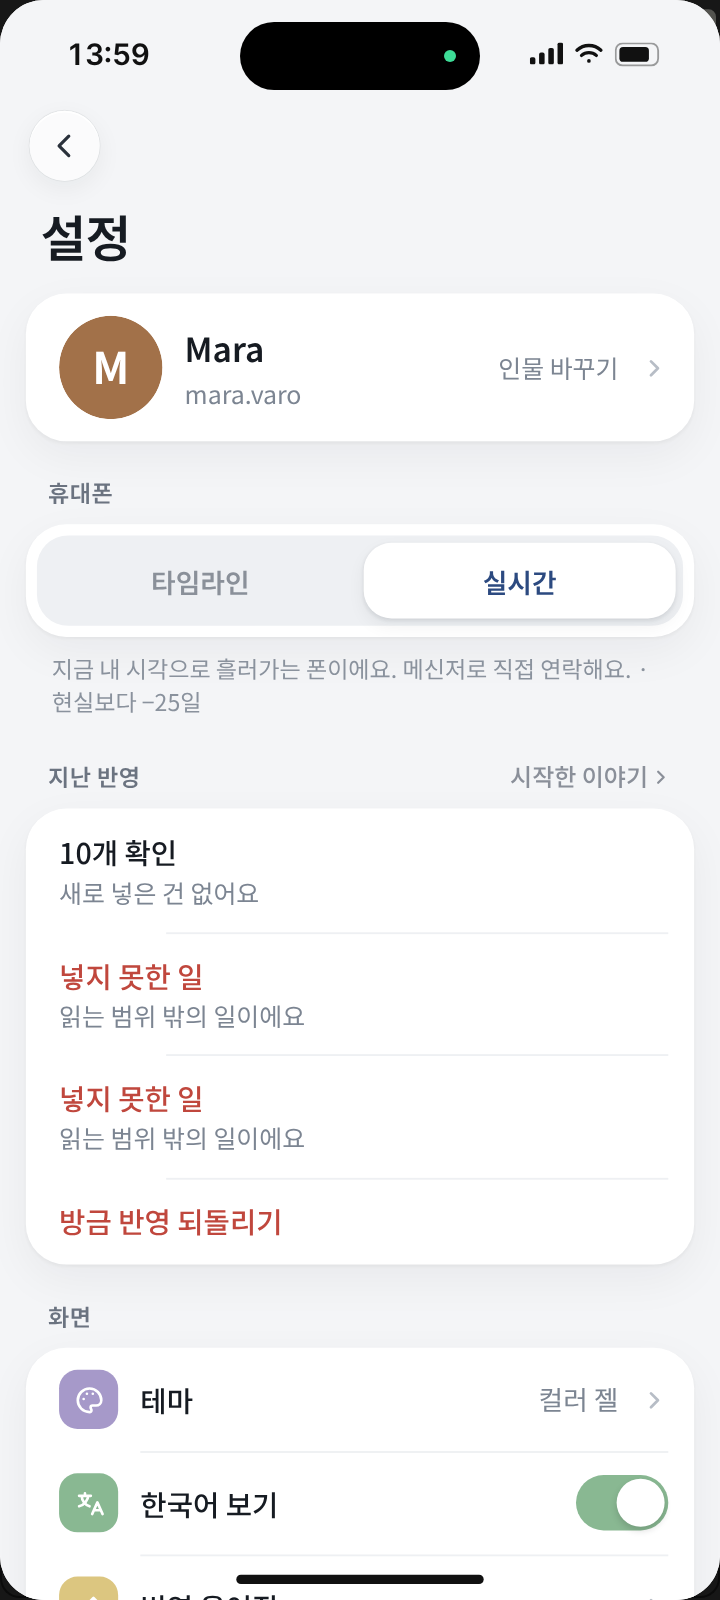 13:59
설정
M
Mara
mara.varo
인물 바꾸기
휴대폰
타임라인
실시간
지금 내 시각으로 흘러가는 폰이에요. 메신저로 직접 연락해요. ·
현실보다 −25일
지난 반영
시작한 이야기
10개 확인
새로 넣은 건 없어요
넣지 못한 일
읽는 범위 밖의 일이에요
넣지 못한 일
읽는 범위 밖의 일이에요
방금 반영 되돌리기
화면
테마
컬러 젤
한국어 보기